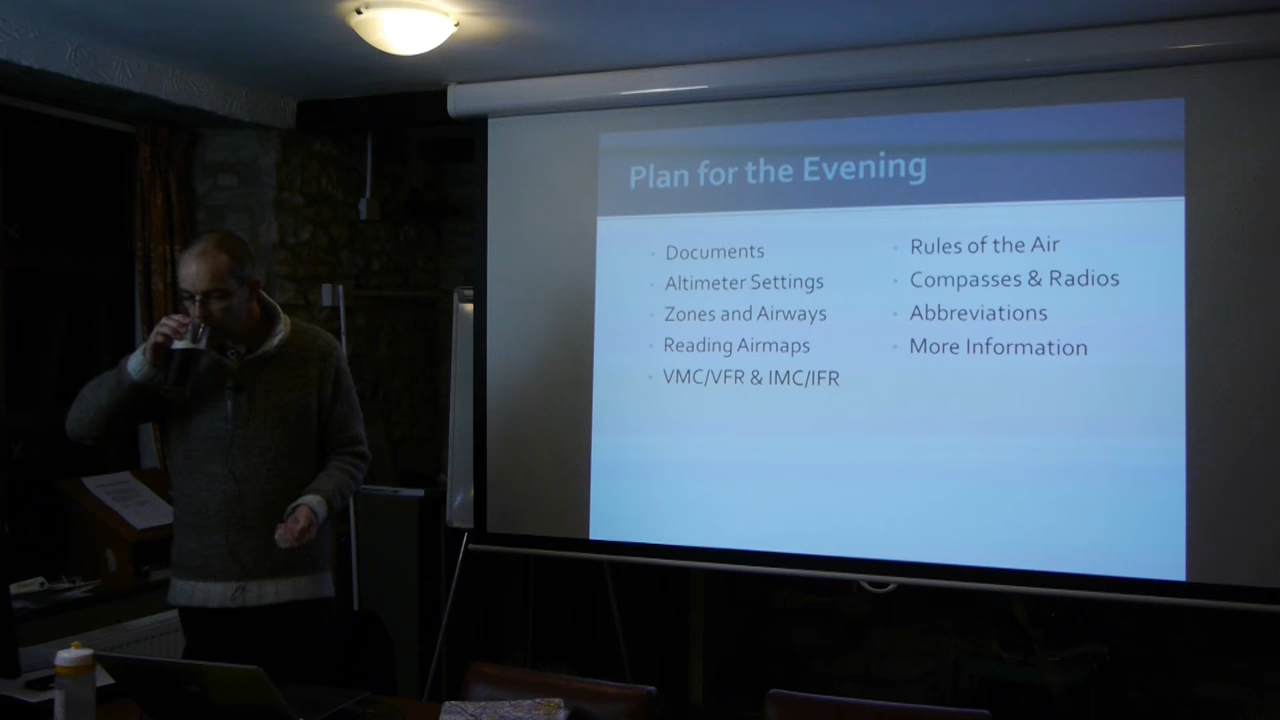 Plan for the Evening
Documents
Altimeter Settings
Zones and Airways
Reading Airmaps
VMC/VFR & IMC/IFR
Rules of the Air
Compasses & Radios
Abbreviations
More Information